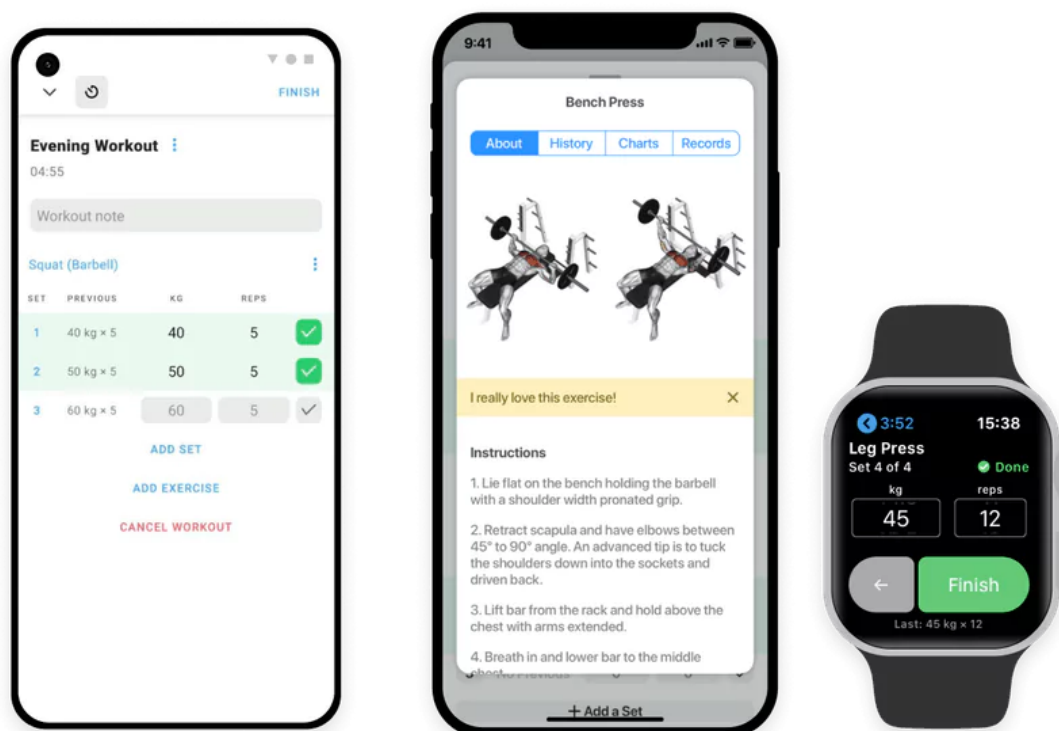 FINISH
Evening Workout
04:55
Workout note
Squat (Barbell)
SET PREVIOUS KG REPS
1 40 kg × 5 40 5
2 50 kg × 5 50 5
3 60 kg × 5 60 5
ADD SET
ADD EXERCISE
CANCEL WORKOUT
9:41
Bench Press
About History Charts Records
I really love this exercise!
Instructions
1. Lie flat on the bench holding the barbell
with a shoulder width pronated grip.
2. Retract scapula and have elbows between
45° to 90° angle. An advanced tip is to tuck
the shoulders down into the sockets and
driven back.
3. Lift bar from the rack and hold above the
chest with arms extended.
4. Breath in and lower bar to the middle
chest
No Previous
+ Add a Set
3:52 15:38
Leg Press
Set 4 of 4 Done
kg reps
45 12
Finish
Last: 45 kg × 12